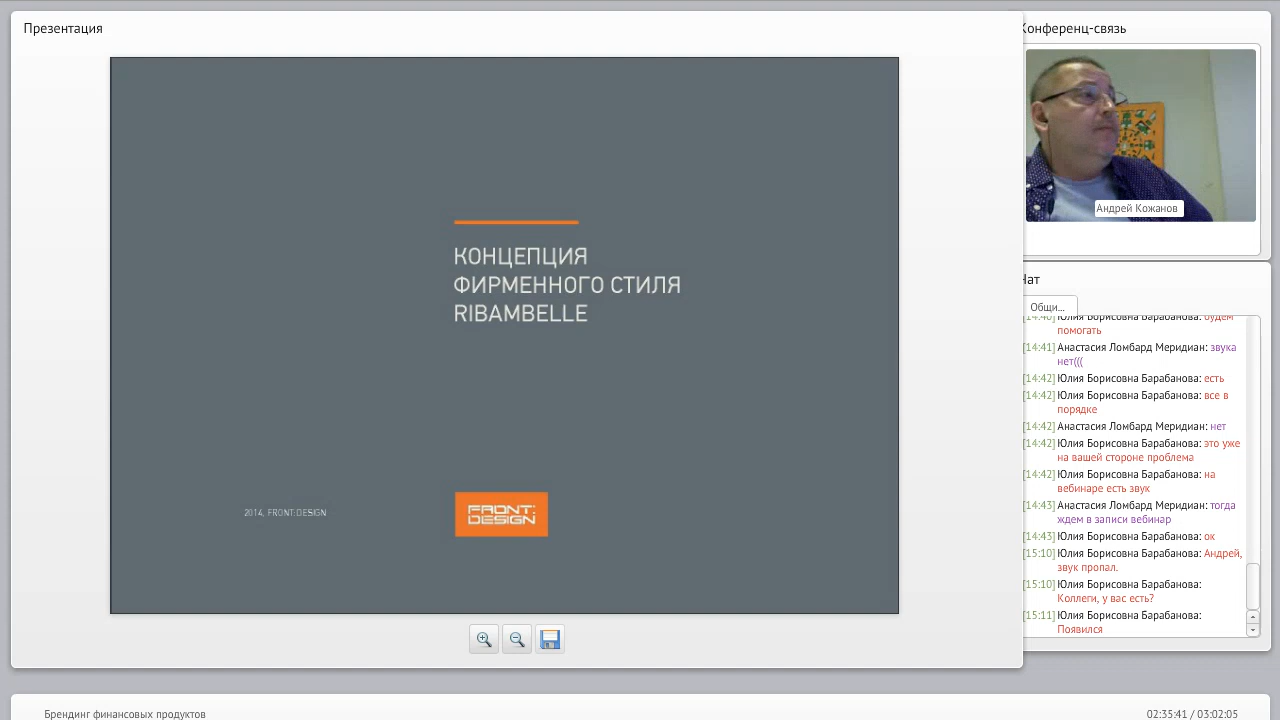 Презентация
КОНЦЕПЦИЯ
ФИРМЕННОГО СТИЛЯ
RIBAMBELLE
2014, FRONT:DESIGN
FRONT:
DESIGN
Конференц-связь
Андрей Кожанов
Чат
Общи...
[14:40] Юлия Борисовна Барабанова: будем
помогать
[14:41] Анастасия Ломбард Меридиан: звука
нет(((
[14:42] Юлия Борисовна Барабанова: есть
[14:42] Юлия Борисовна Барабанова: все в
порядке
[14:42] Анастасия Ломбард Меридиан: нет
[14:42] Юлия Борисовна Барабанова: это уже
на вашей стороне проблема
[14:42] Юлия Борисовна Барабанова: на
вебинаре есть звук
[14:43] Анастасия Ломбард Меридиан: тогда
ждем в записи вебинар
[14:43] Юлия Борисовна Барабанова: ок
[15:10] Юлия Борисовна Барабанова: Андрей,
звук пропал.
[15:10] Юлия Борисовна Барабанова:
Коллеги, у вас есть?
[15:11] Юлия Борисовна Барабанова:
Появился
Брендинг финансовых продуктов
02:35:41 / 03:02:05